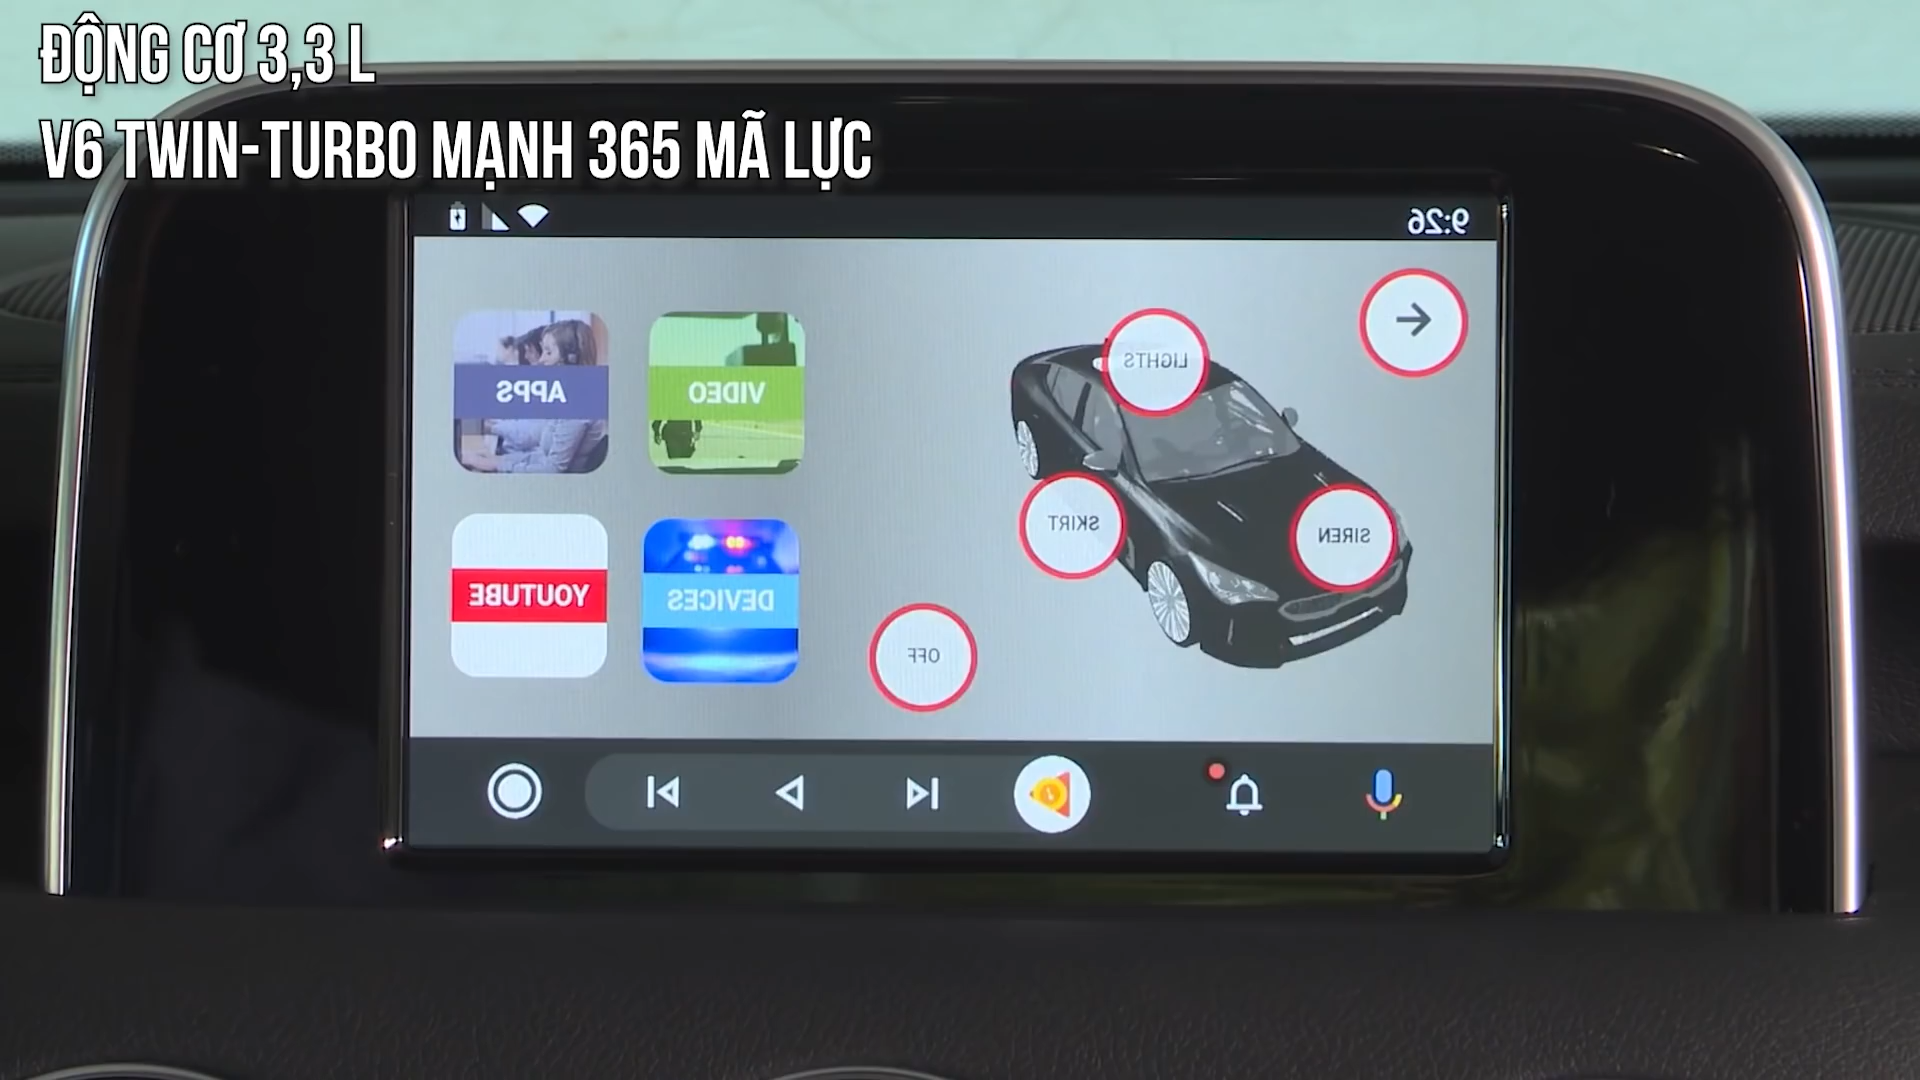 ĐỘNG CƠ 3,3 L
V6 TWIN-TURBO MẠNH 365 MÃ LỰC
9:26
LIGHTS
APPS
VIDEO
SKIRT
SIREN
YOUTUBE
DEVICES
OFF